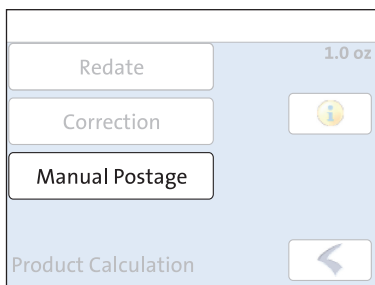 1.0 oz
Redate
Correction
Manual Postage
Product Calculation